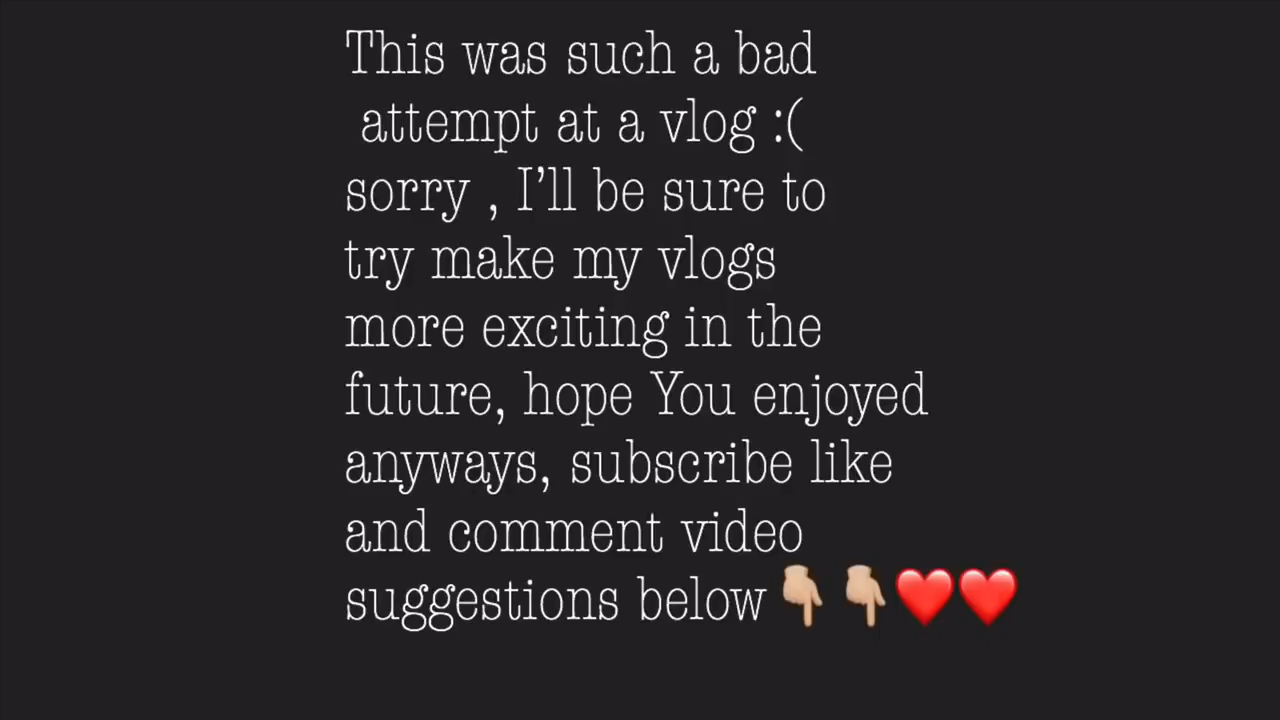 This was such a bad
attempt at a vlog :(
sorry , I’ll be sure to
try make my vlogs
more exciting in the
future, hope You enjoyed
anyways, subscribe like
and comment video
suggestions below👇🏼👇🏼❤️❤️